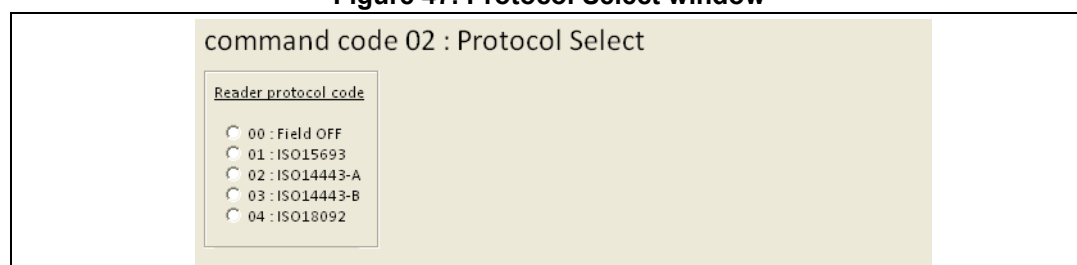 Figure 47. Protocol Select window
command code 02 : Protocol Select
Reader protocol code
00 : Field OFF
01 : ISO15693
02 : ISO14443-A
03 : ISO14443-B
04 : ISO18092